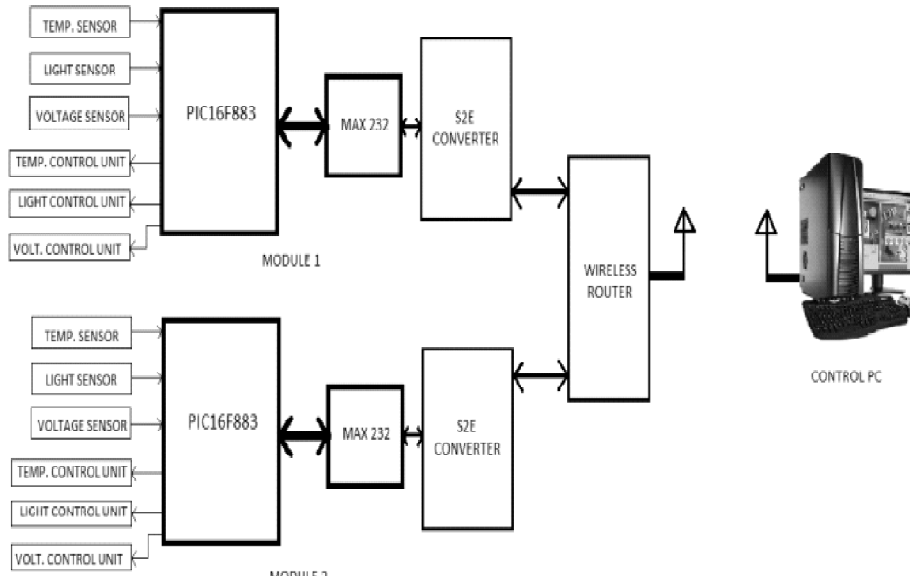 TEMP. SENSOR
LIGHT SENSOR
VOLTAGE SENSOR
TEMP. CONTROL UNIT
LIGHT CONTROL UNIT
VOLT. CONTROL UNIT
PIC16F883
MAX 232
S2E
CONVERTER
MODULE 1
WIRELESS
ROUTER
CONTROL PC
TEMP. SENSOR
LIGHT SENSOR
VOLTAGE SENSOR
TEMP. CONTROL UNIT
LIGHT CONTROL UNIT
VOLT. CONTROL UNIT
PIC16F883
MAX 232
S2E
CONVERTER
MODULE 2